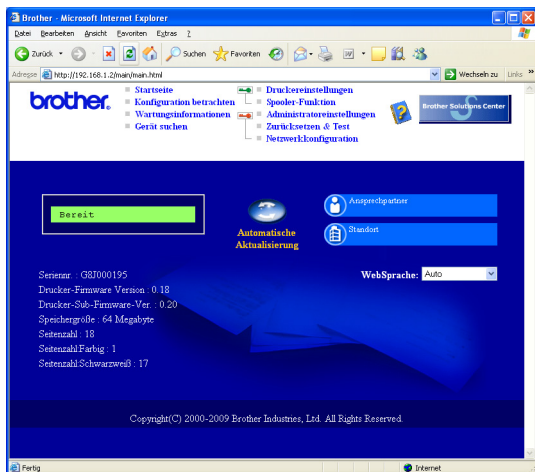 Brother - Microsoft Internet Explorer
Datei Bearbeiten Ansicht Favoriten Extras ?
Zurück Suchen Favoriten
Adresse http://192.168.1.2/main/main.html Wechseln zu Links »
brother.
Startseite
Konfiguration betrachten
Wartungsinformationen
Gerät suchen
Druckereinstellungen
Spooler-Funktion
Administratoreinstellungen
Zurücksetzen & Test
Netzwerkkonfiguration
Brother Solutions Center
Bereit
Automatische
Aktualisierung
Ansprechpartner
Standort
Seriennr. : G8J000195
Drucker-Firmware Version : 0.18
Drucker-Sub-Firmware-Ver. : 0.20
Speichergröße : 64 Megabyte
Seitenzahl : 18
Seitenzahl:Farbig : 1
Seitenzahl:Schwarzweiß : 17
WebSprache: Auto
Copyright(C) 2000-2009 Brother Industries, Ltd. All Rights Reserved.
Fertig Internet